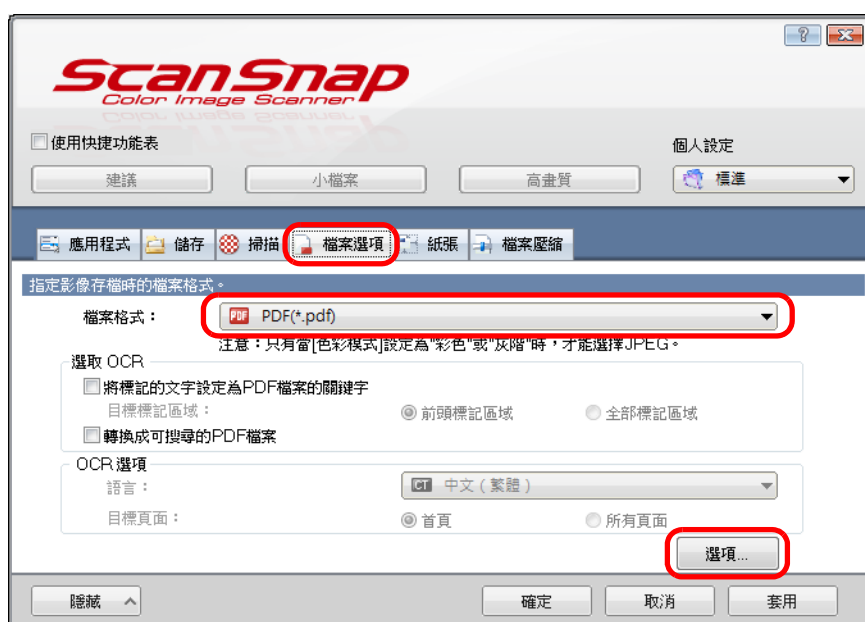 ScanSnap
Color Image Scanner
使用快捷功能表
個人設定
建議 小檔案 高畫質 標準
應用程式 儲存 掃描 檔案選項 紙張 檔案壓縮
指定影像存檔時的檔案格式。
檔案格式： PDF PDF(*.pdf)
注意：只有當[色彩模式]設定為"彩色"或"灰階"時，才能選擇JPEG。
選取 OCR
將標記的文字設定為PDF檔案的關鍵字
目標標記區域： 前頭標記區域 全部標記區域
轉換成可搜尋的PDF檔案
OCR 選項
語言： CT 中文（繁體）
目標頁面： 首頁 所有頁面
選項...
隱藏 確定 取消 套用